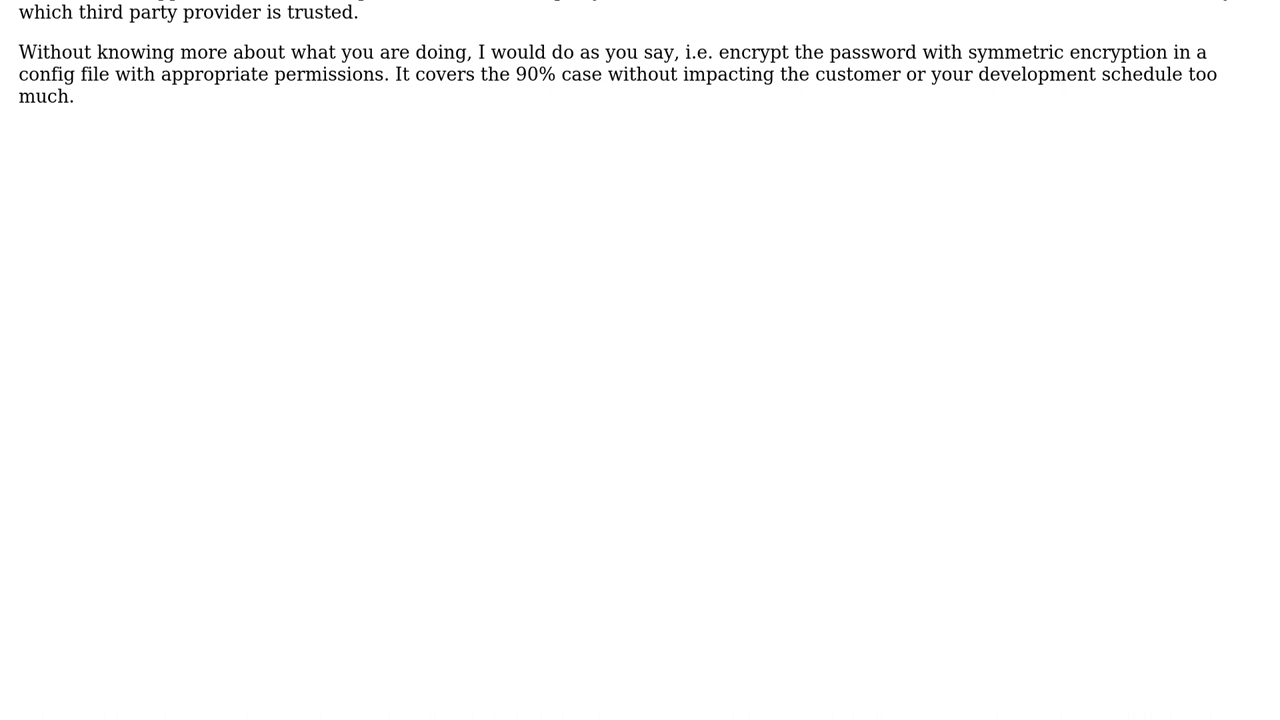 which third party provider is trusted.
Without knowing more about what you are doing, I would do as you say, i.e. encrypt the password with symmetric encryption in a
config file with appropriate permissions. It covers the 90% case without impacting the customer or your development schedule too
much.